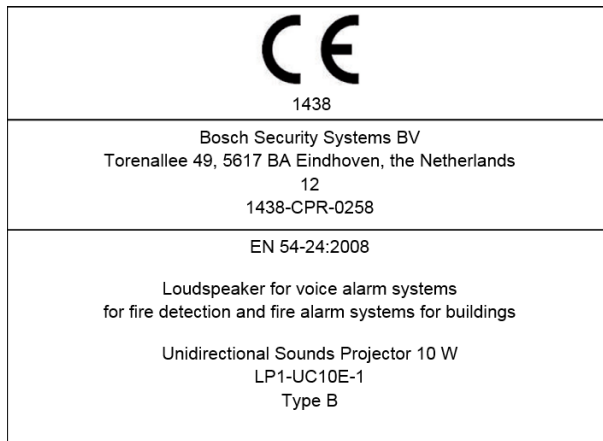 CE
1438
Bosch Security Systems BV
Torenallee 49, 5617 BA Eindhoven, the Netherlands
12
1438-CPR-0258
EN 54-24:2008
Loudspeaker for voice alarm systems
for fire detection and fire alarm systems for buildings
Unidirectional Sounds Projector 10 W
LP1-UC10E-1
Type B